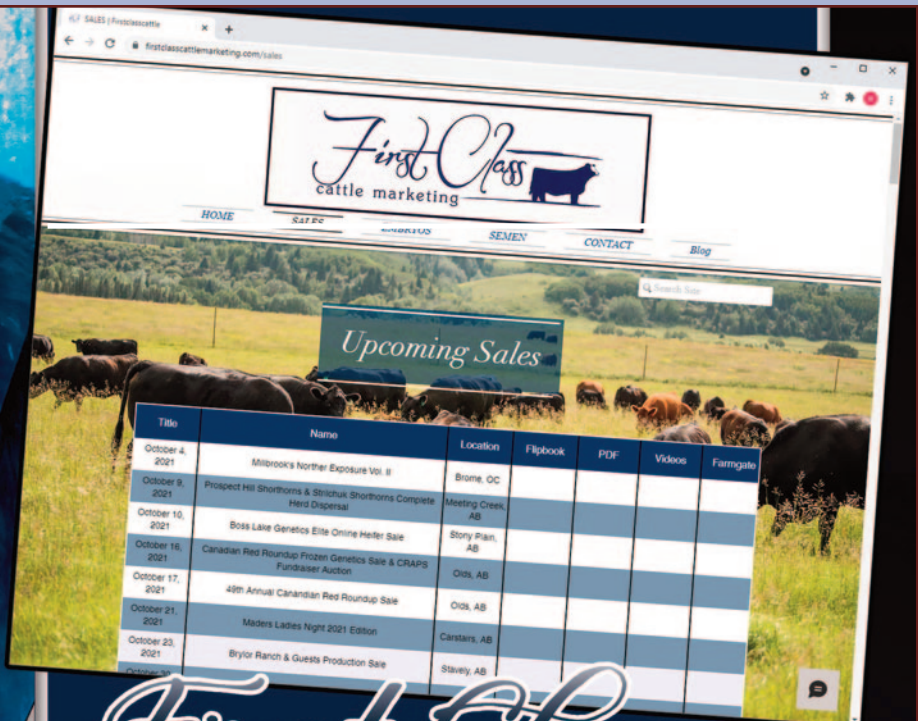 SALES | Firstclasscattle
firstclasscattlemarketing.com/sales
First Class
cattle marketing
HOME SALES EMBRYOS SEMEN CONTACT Blog
Search Site
Upcoming Sales
Title Name Location Flipbook PDF Videos Farmgate
October 4, 2021 Millbrook's Norther Exposure Vol. II Brome, QC
October 9, 2021 Prospect Hill Shorthorns & Strilchuk Shorthorns Complete Herd Dispersal Meeting Creek, AB
October 10, 2021 Boss Lake Genetics Elite Online Heifer Sale Stony Plain, AB
October 16, 2021 Canadian Red Roundup Frozen Genetics Sale & CRAPS Fundraiser Auction Olds, AB
October 17, 2021 49th Annual Canandian Red Roundup Sale Olds, AB
October 21, 2021 Maders Ladies Night 2021 Edition Carstairs, AB
October 23, 2021 Brylor Ranch & Guests Production Sale Stavely, AB
October 30,
First Cl